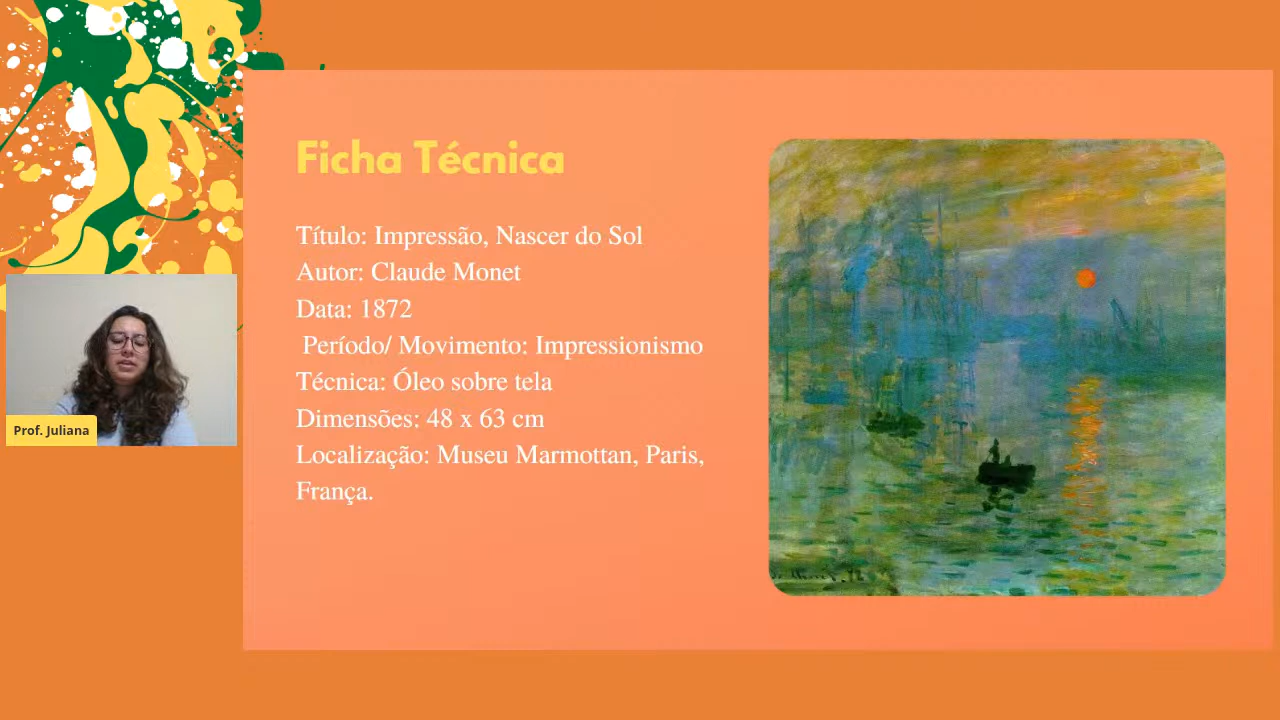 Ficha Técnica
Título: Impressão, Nascer do Sol
Autor: Claude Monet
Data: 1872
Período/ Movimento: Impressionismo
Técnica: Óleo sobre tela
Dimensões: 48 x 63 cm
Localização: Museu Marmottan, Paris,
França.
Prof. Juliana